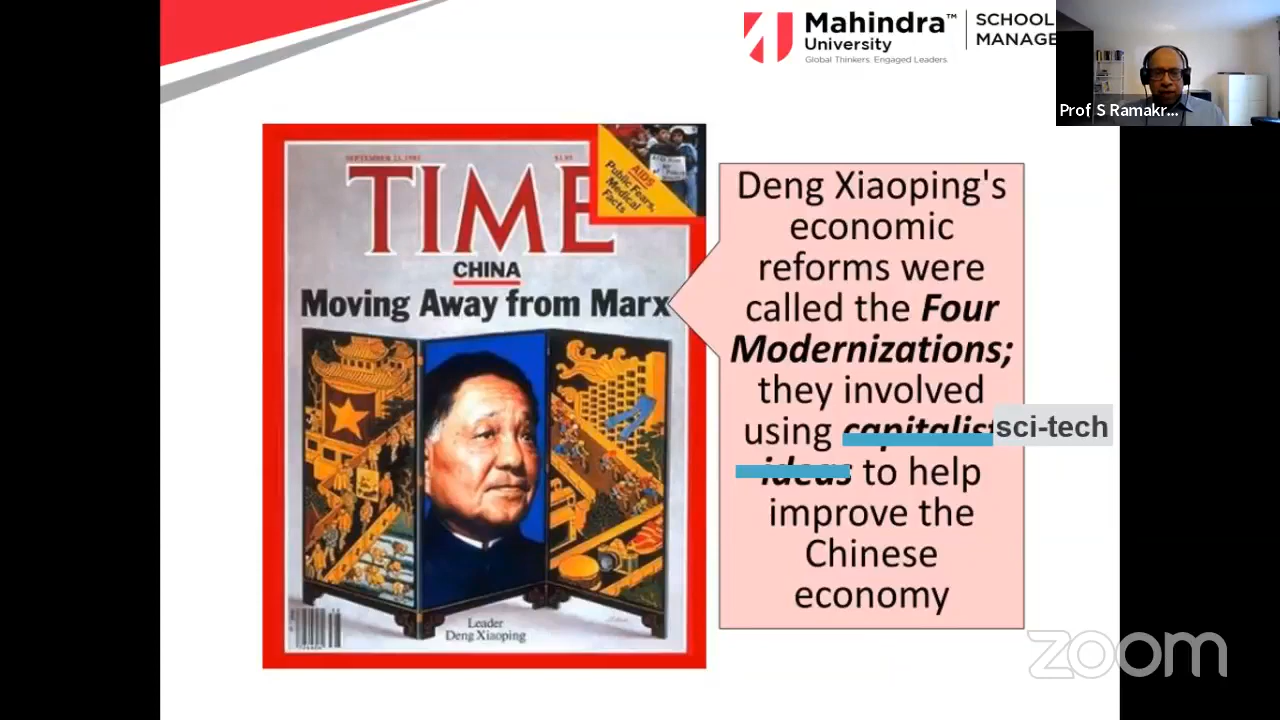 Mahindra™
University
Global Thinkers. Engaged Leaders.
SCHOOL
MANAGE
Prof S Ramakr...
SEPTEMBER 23, 1985
$1.95
TIME
AIDS
Public Fears,
Medical
Facts
CHINA
Moving Away from Marx
Leader
Deng Xiaoping
Deng Xiaoping's
economic
reforms were
called the Four
Modernizations;
they involved
using capitalist
sci-tech
ideas to help
improve the
Chinese
economy
zoom